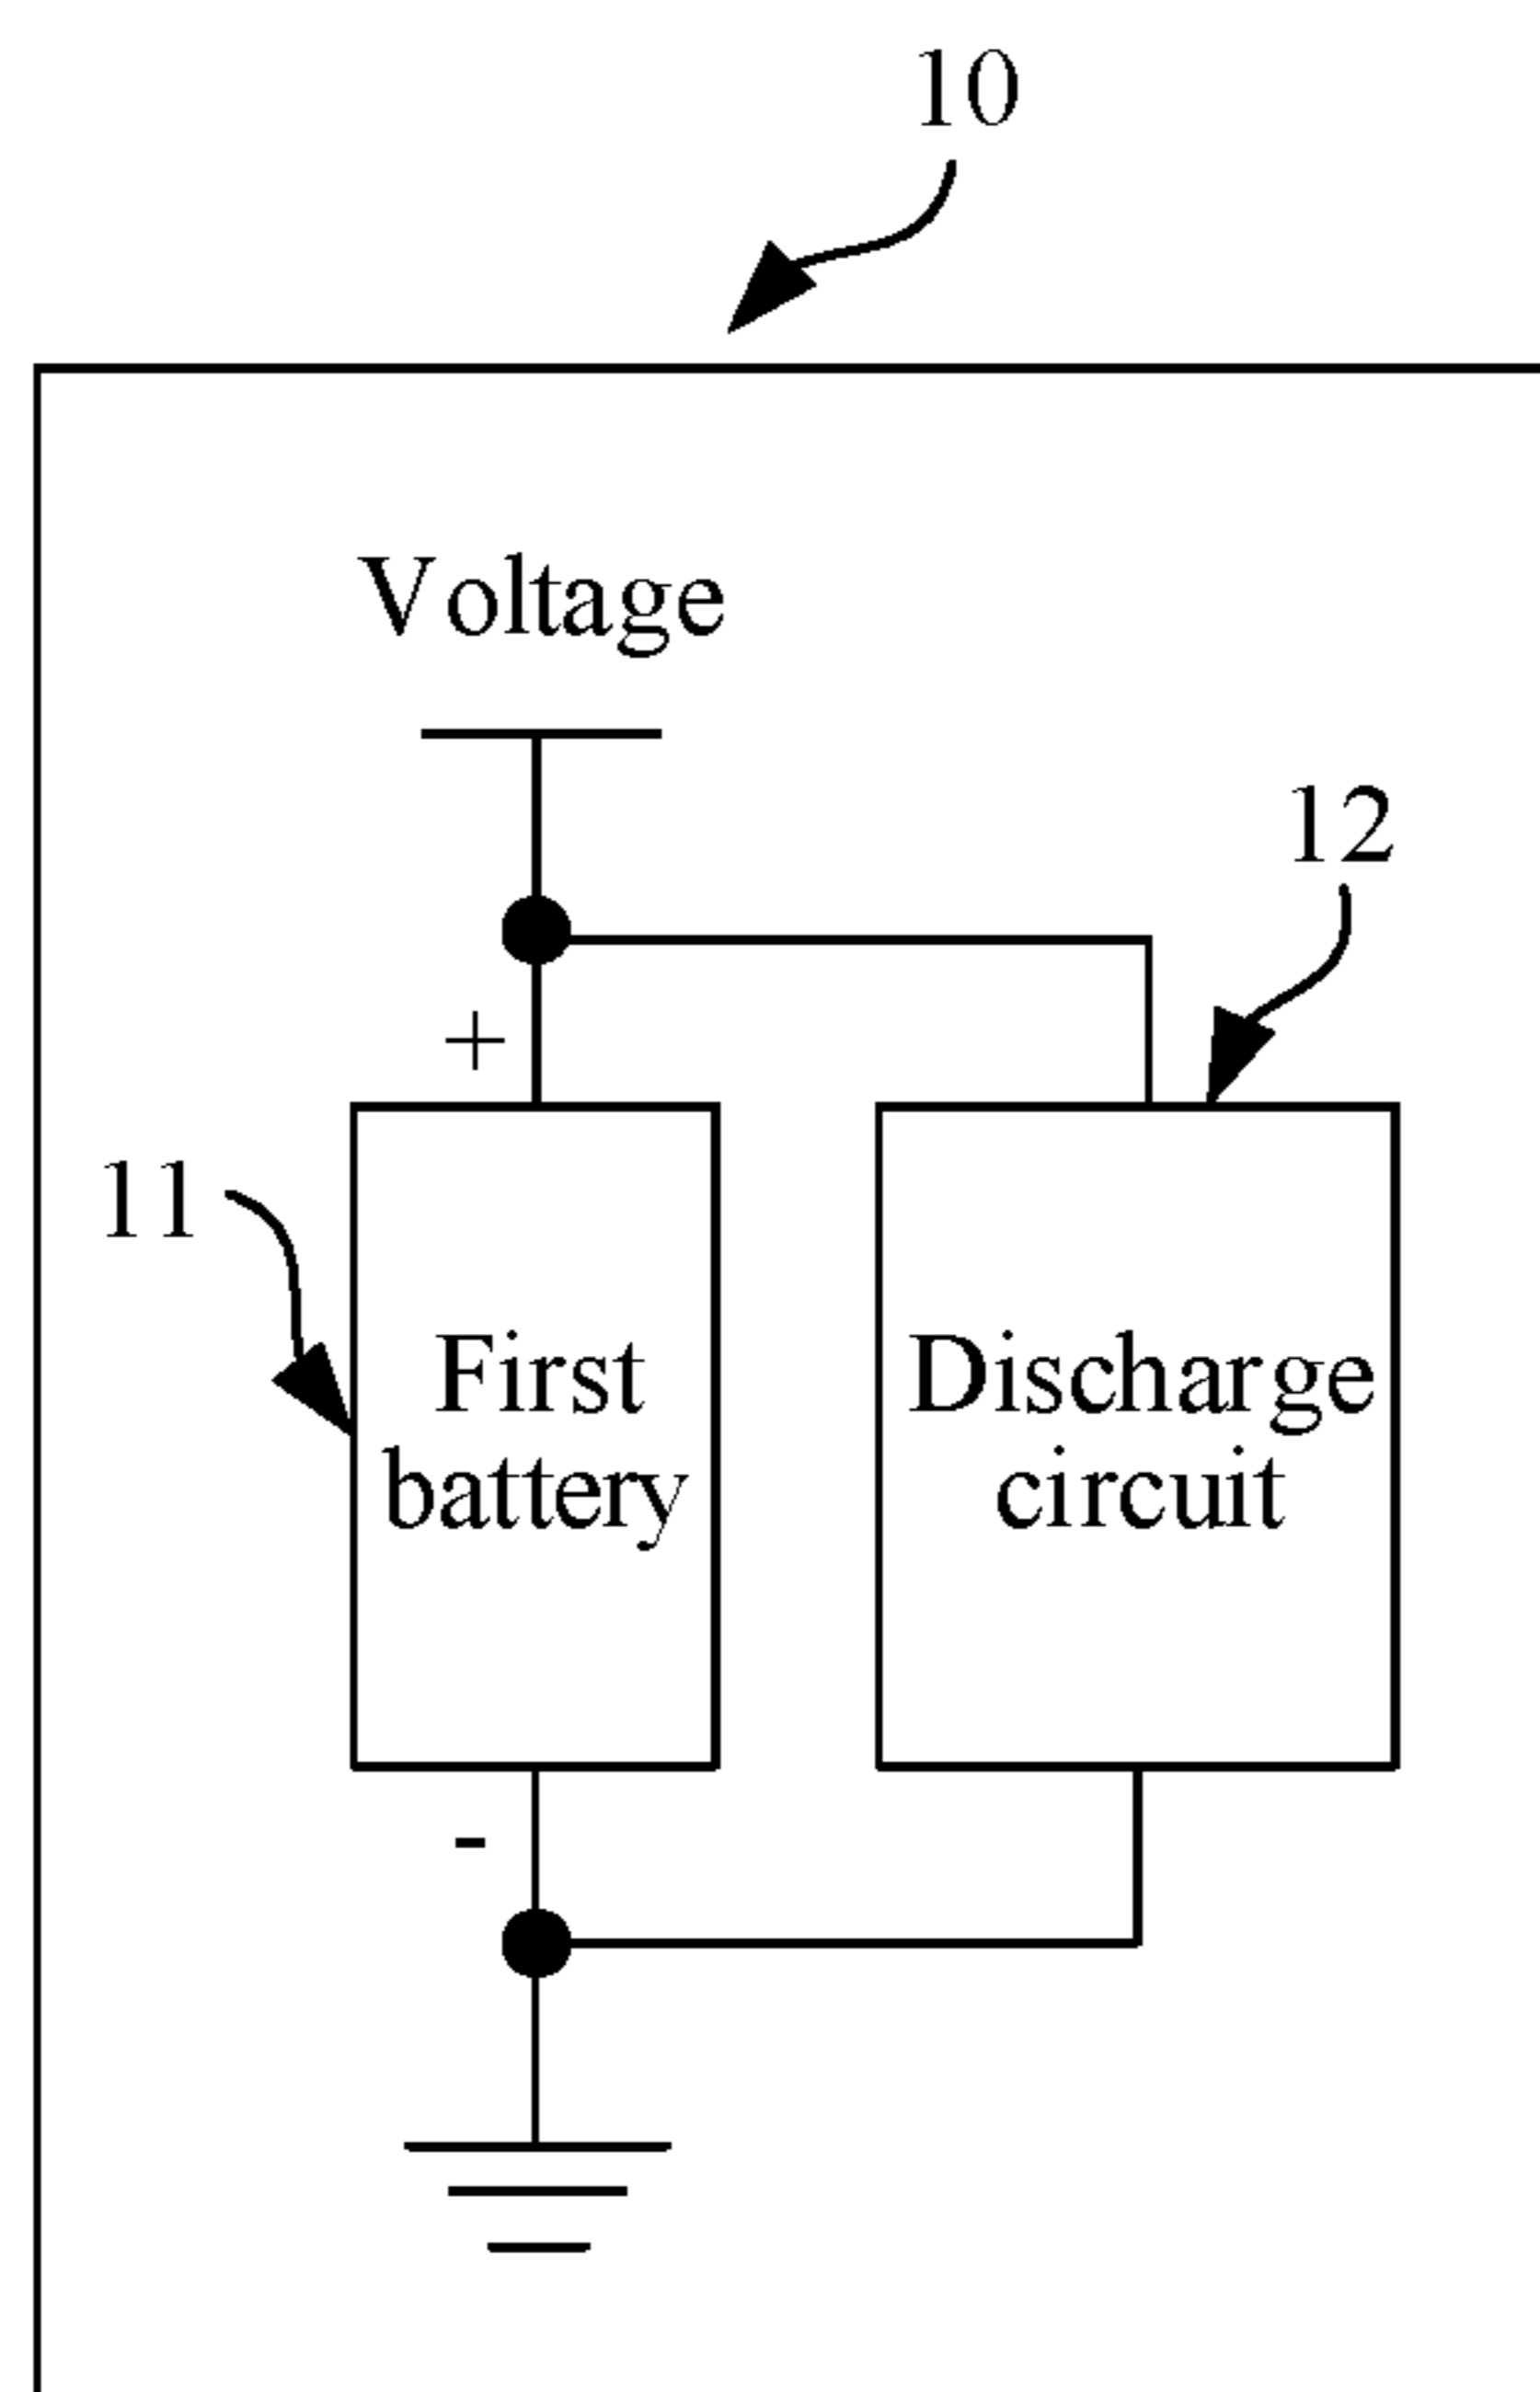 10
Voltage
12
+
11
First
battery
Discharge
circuit
-